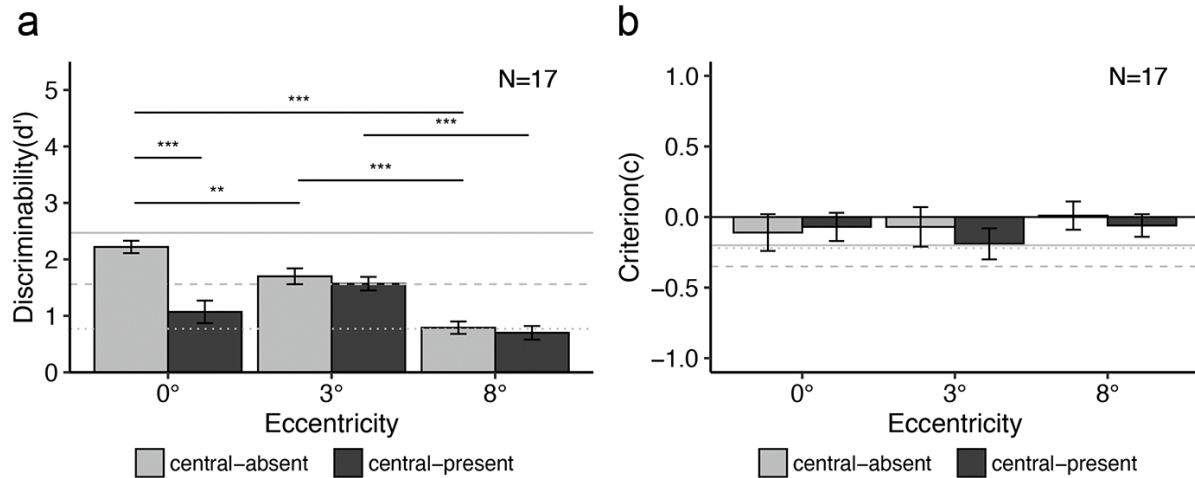 a
N=17
Discriminability(d')
5
4
3
2
1
0
***
***
***
**
***
0°
3°
8°
Eccentricity
central−absent
central−present
b
N=17
Criterion(c)
1.0
0.5
0.0
−0.5
−1.0
0°
3°
8°
Eccentricity
central−absent
central−present